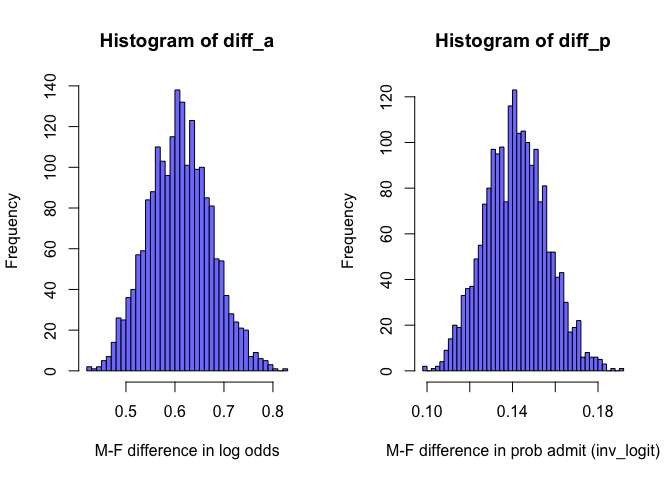 Histogram of diff_a
Frequency
0 20 40 60 80 100 120 140
0.5 0.6 0.7 0.8
M-F difference in log odds
Histogram of diff_p
Frequency
0 20 40 60 80 100 120
0.10 0.14 0.18
M-F difference in prob admit (inv_logit)